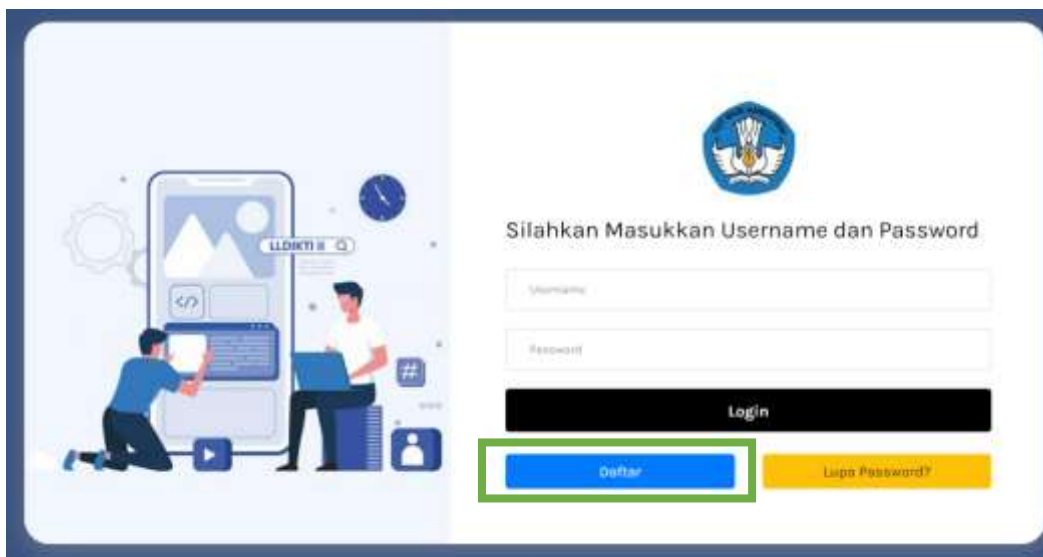 LLDIKTI II
</>
#
Silahkan Masukkan Username dan Password
Username
Password
Login
Daftar
Lupa Password?